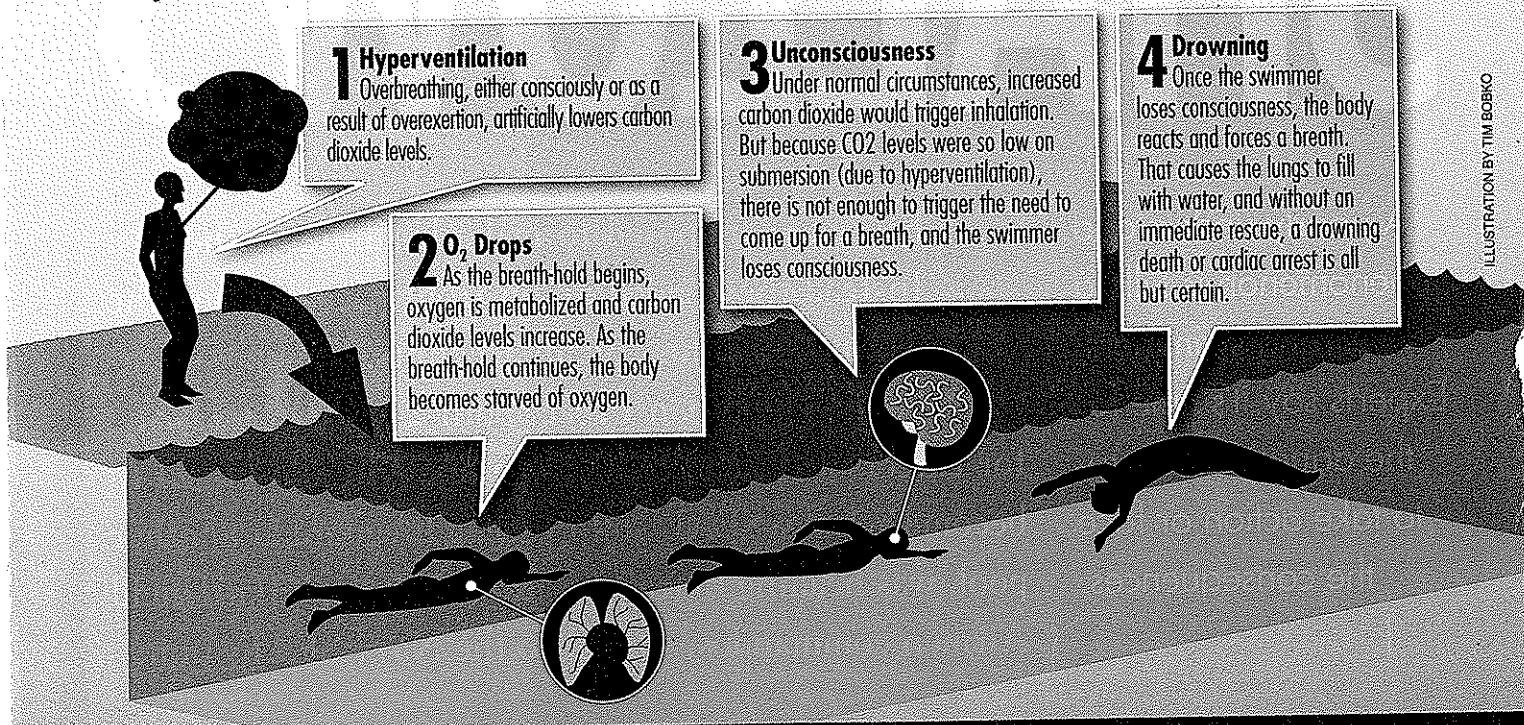 1 Hyperventilation
Overbreathing, either consciously or as a
result of overexertion, artificially lowers carbon
dioxide levels.
2 O₂ Drops
As the breath-hold begins,
oxygen is metabolized and carbon
dioxide levels increase. As the
breath-hold continues, the body
becomes starved of oxygen.
3 Unconsciousness
Under normal circumstances, increased
carbon dioxide would trigger inhalation.
But because CO2 levels were so low on
submersion (due to hyperventilation),
there is not enough to trigger the need to
come up for a breath, and the swimmer
loses consciousness.
4 Drowning
Once the swimmer
loses consciousness, the body
reacts and forces a breath.
That causes the lungs to fill
with water, and without an
immediate rescue, a drowning
death or cardiac arrest is all
but certain.
ILLUSTRATION BY TIM BOBKO